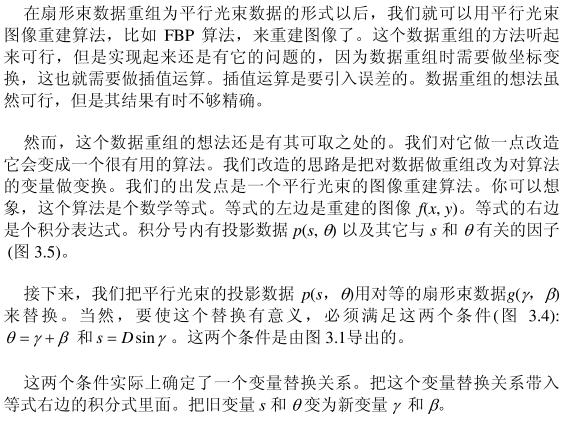 在扇形束数据重组为平行光束数据的形式以后，我们就可以用平行光束
图像重建算法，比如 FBP 算法，来重建图像了。这个数据重组的方法听起
来可行，但是实现起来还是有它的问题的，因为数据重组时需要做坐标变
换，这也就需要做插值运算。插值运算是要引入误差的。数据重组的想法虽
然可行，但是其结果有时不够精确。
然而，这个数据重组的想法还是有其可取之处的。我们对它做一点改造
它会变成一个很有用的算法。我们改造的思路是把对数据做重组改为对算法
的变量做变换。我们的出发点是一个平行光束的图像重建算法。你可以想
象，这个算法是个数学等式。等式的左边是重建的图像 f(x, y)。等式的右边
是个积分表达式。积分号内有投影数据 p(s, θ) 以及其它与 s 和 θ 有关的因子
(图 3.5)。
接下来，我们把平行光束的投影数据 p(s，θ)用对等的扇形束数据g(γ，β)
来替换。当然，要使这个替换有意义，必须满足这两个条件(图 3.4):
θ = γ + β 和 s = D sin γ 。这两个条件是由图 3.1导出的。
这两个条件实际上确定了一个变量替换关系。把这个变量替换关系带入
等式右边的积分式里面。把旧变量 s 和 θ 变为新变量 γ 和 β。